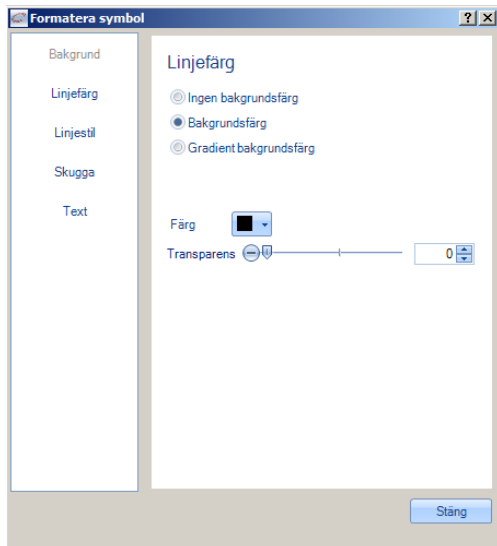 Formatera symbol
Bakgrund
Linjefärg
Linjestil
Skugga
Text
Linjefärg
Ingen bakgrundsfärg
Bakgrundsfärg
Gradient bakgrundsfärg
Färg
Transparens
0
Stäng